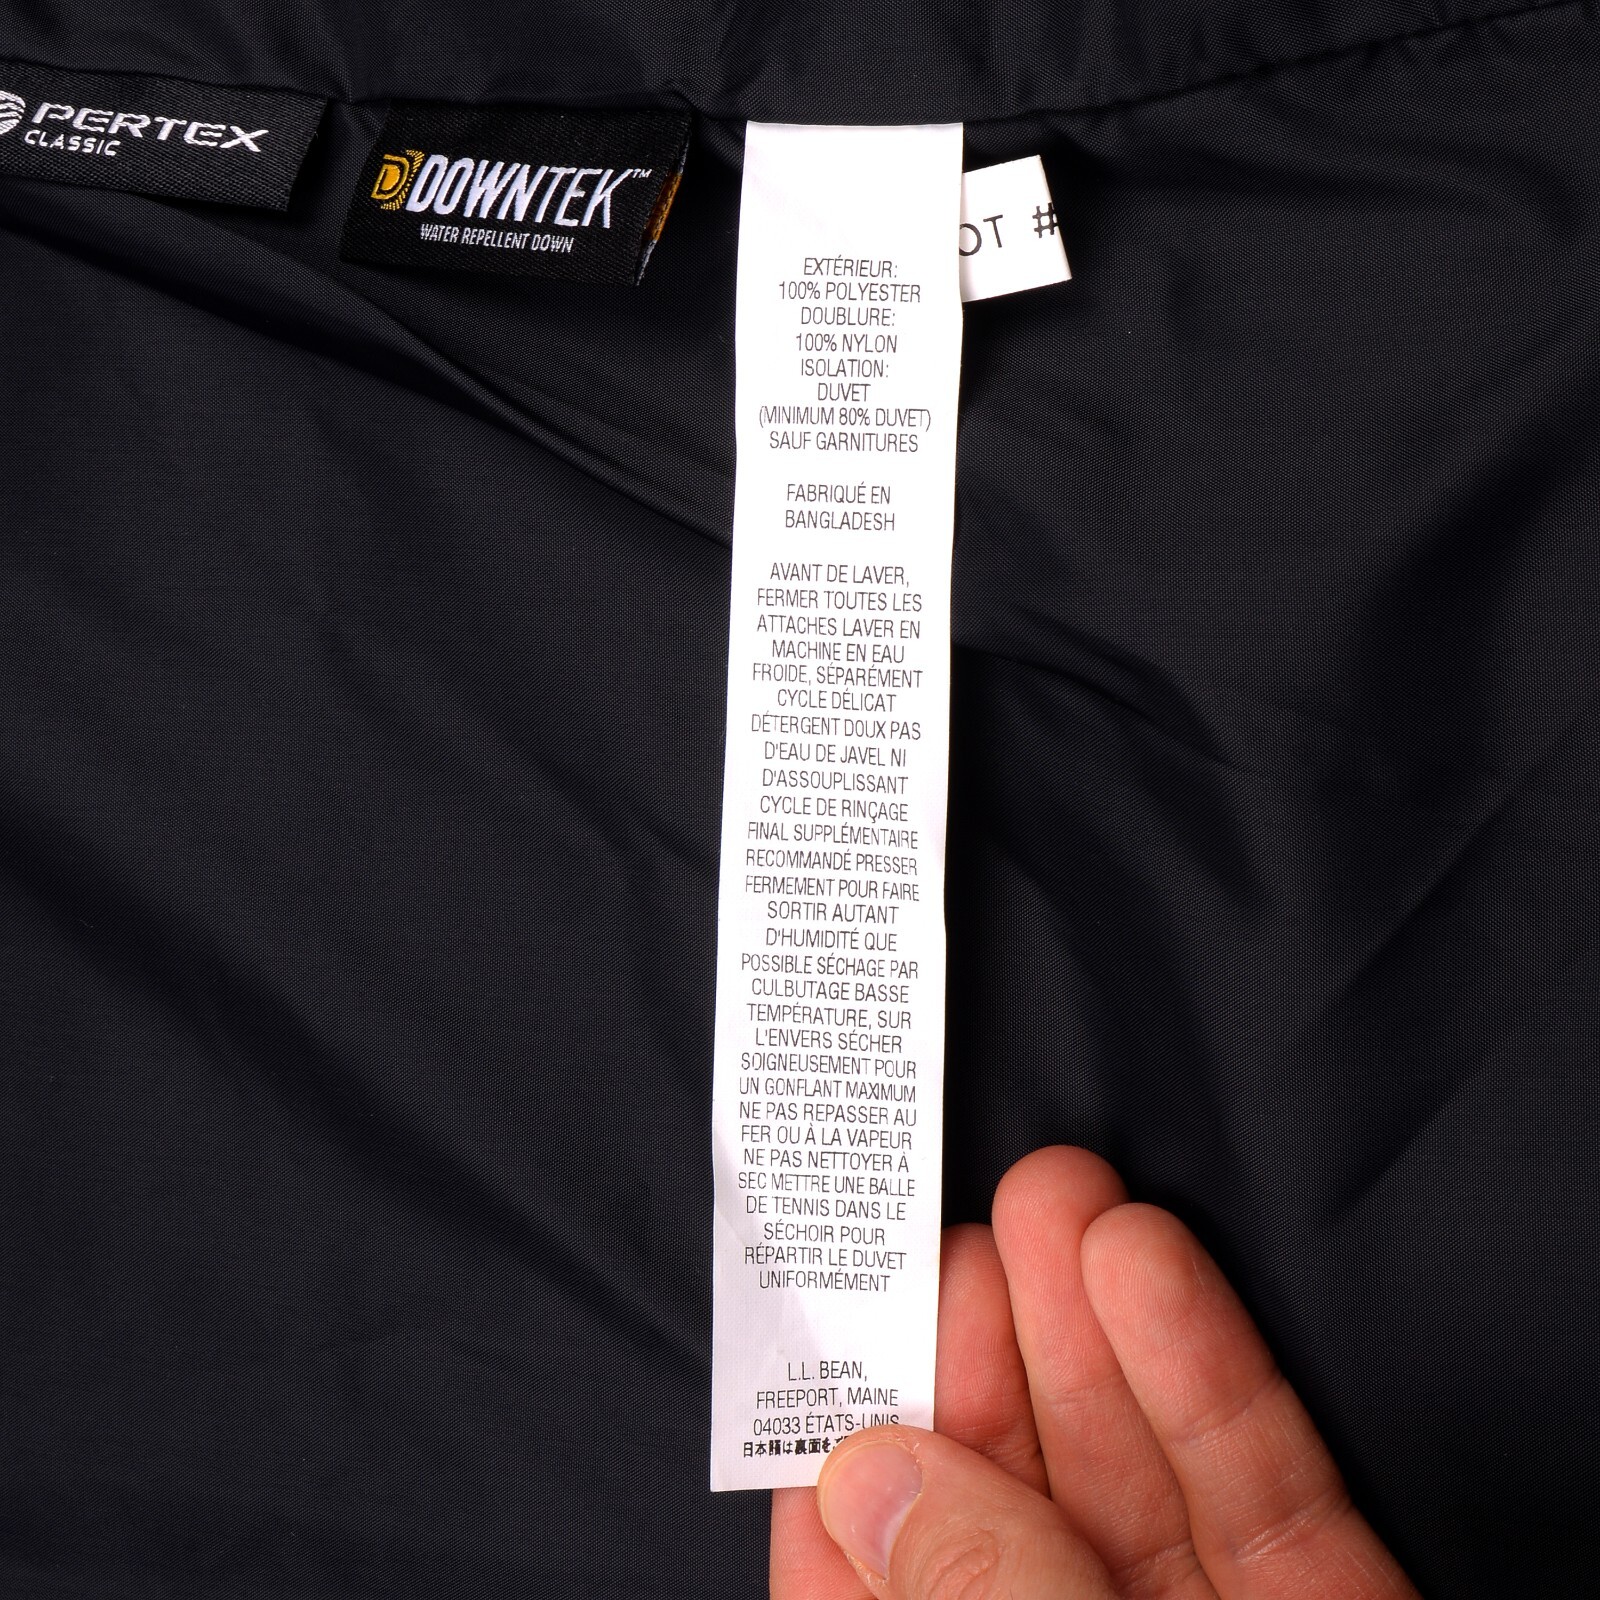 PERTEX
CLASSIC
DOWNTEK™
WATER REPELLENT DOWN
OT #
EXTÉRIEUR:
100% POLYESTER
DOUBLURE:
100% NYLON
ISOLATION:
DUVET
(MINIMUM 80% DUVET)
SAUF GARNITURES
FABRIQUÉ EN
BANGLADESH
AVANT DE LAVER,
FERMER TOUTES LES
ATTACHES LAVER EN
MACHINE EN EAU
FROIDE, SÉPARÉMENT
CYCLE DÉLICAT
DÉTERGENT DOUX PAS
D'EAU DE JAVEL NI
D'ASSOUPLISSANT
CYCLE DE RINÇAGE
FINAL SUPPLÉMENTAIRE
RECOMMANDÉ PRESSER
FERMEMENT POUR FAIRE
SORTIR AUTANT
D'HUMIDITÉ QUE
POSSIBLE SÉCHAGE PAR
CULBUTAGE BASSE
TEMPÉRATURE, SUR
L'ENVERS SÉCHER
SOIGNEUSEMENT POUR
UN GONFLANT MAXIMUM
NE PAS REPASSER AU
FER OU À LA VAPEUR
NE PAS NETTOYER À
SEC METTRE UNE BALLE
DE TENNIS DANS LE
SÉCHOIR POUR
RÉPARTIR LE DUVET
UNIFORMÉMENT
L.L. BEAN,
FREEPORT, MAINE
04033 ÉTATS-UNIS
日本語は裏面を